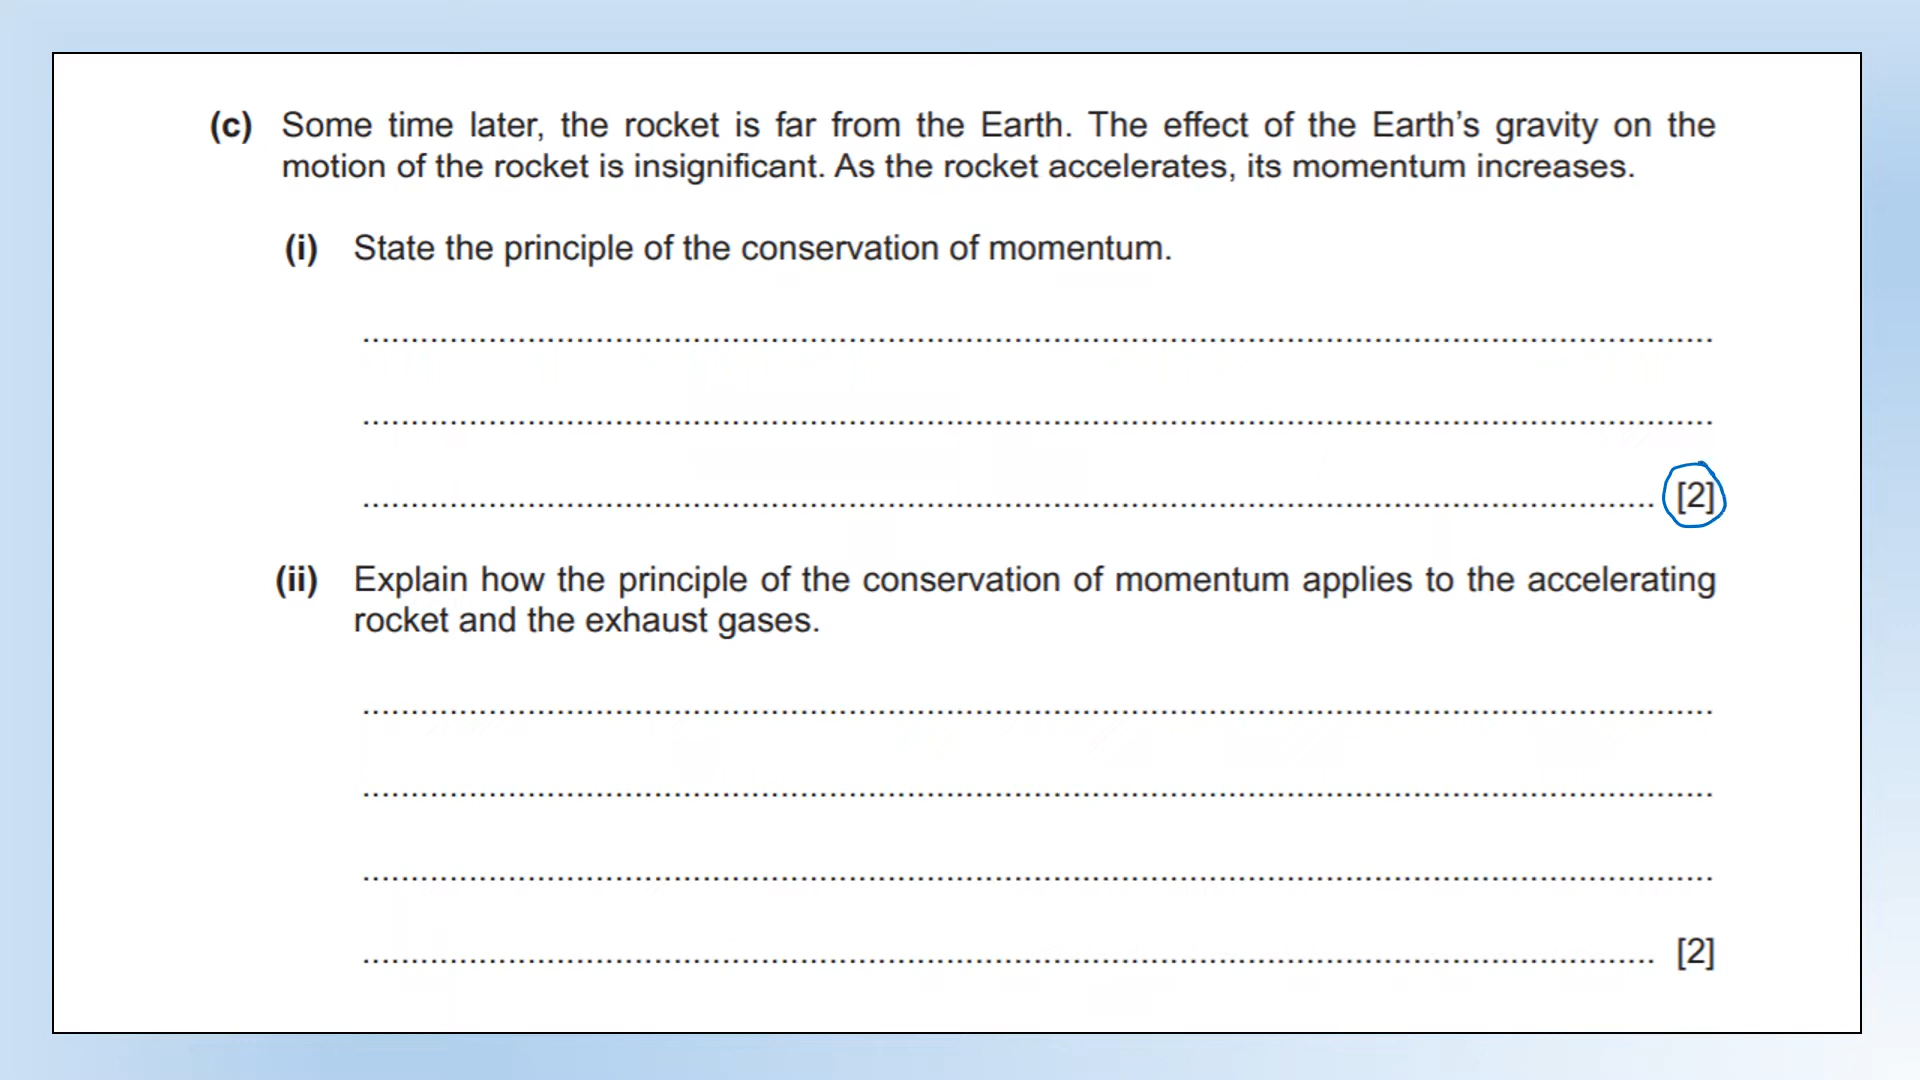 (c) Some time later, the rocket is far from the Earth. The effect of the Earth's gravity on the
motion of the rocket is insignificant. As the rocket accelerates, its momentum increases.
(i) State the principle of the conservation of momentum.
[2]
(ii) Explain how the principle of the conservation of momentum applies to the accelerating
rocket and the exhaust gases.
[2]